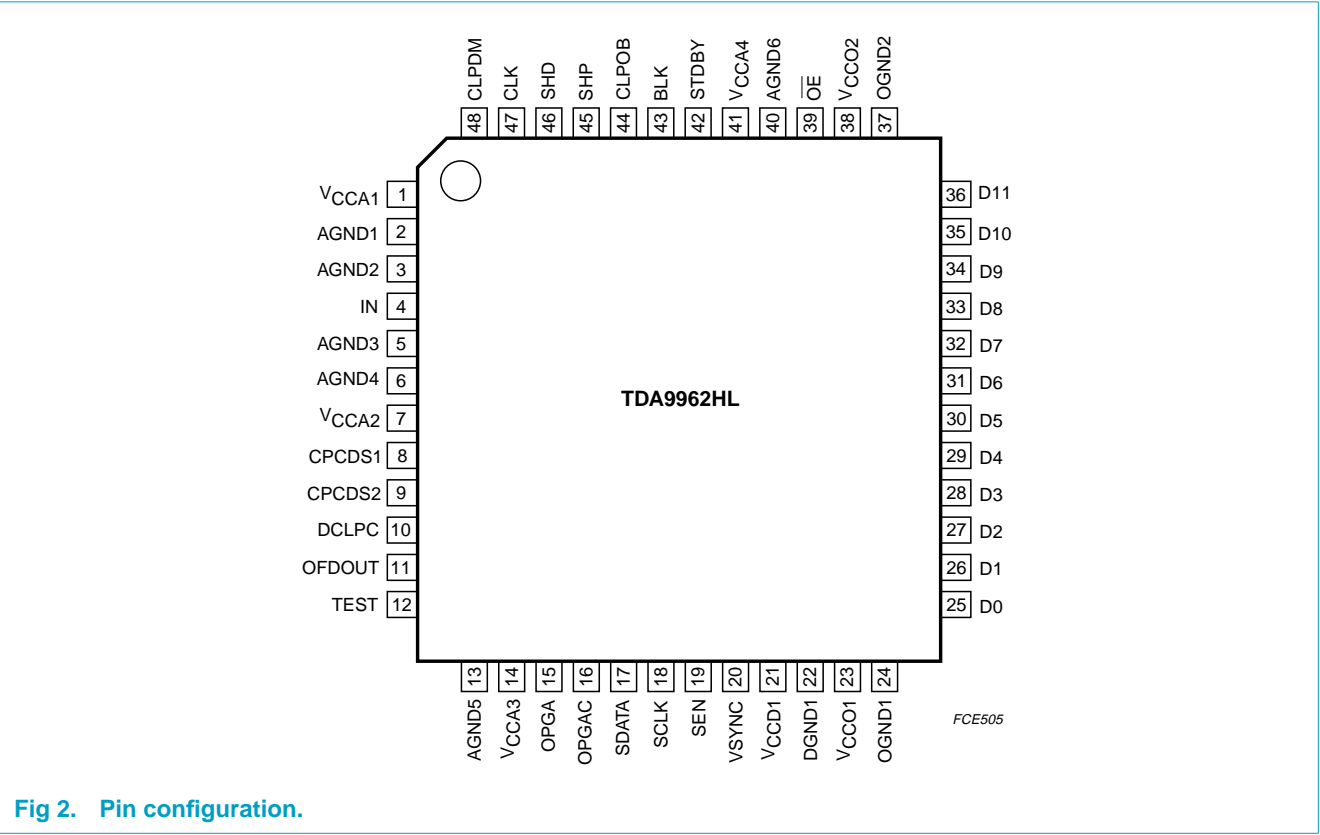 48 CLPDM
47 CLK
46 SHD
45 SHP
44 CLPOB
43 BLK
42 STDBY
41 VCCA4
40 AGND6
39 O̅E̅
38 VCCO2
37 OGND2
VCCA1 1
AGND1 2
AGND2 3
IN 4
AGND3 5
AGND4 6
VCCA2 7
CPCDS1 8
CPCDS2 9
DCLPC 10
OFDOUT 11
TEST 12
TDA9962HL
36 D11
35 D10
34 D9
33 D8
32 D7
31 D6
30 D5
29 D4
28 D3
27 D2
26 D1
25 D0
AGND5 13
VCCA3 14
OPGA 15
OPGAC 16
SDATA 17
SCLK 18
SEN 19
VSYNC 20
VCCD1 21
DGND1 22
VCCO1 23
OGND1 24
FCE505
Fig 2. Pin configuration.